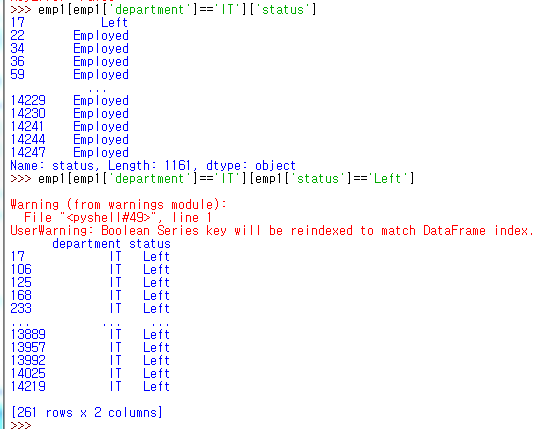 >>> emp1[emp1['department']=='IT']['status']
17          Left
22      Employed
34      Employed
36      Employed
59      Employed
          ...
14229   Employed
14230   Employed
14241   Employed
14244   Employed
14247   Employed
Name: status, Length: 1161, dtype: object
>>> emp1[emp1['department']=='IT'][emp1['status']=='Left']

Warning (from warnings module):
  File "<pyshell#49>", line 1
UserWarning: Boolean Series key will be reindexed to match DataFrame index.
      department status
17            IT   Left
106           IT   Left
125           IT   Left
168           IT   Left
233           IT   Left
...          ...    ...
13889         IT   Left
13957         IT   Left
13992         IT   Left
14025         IT   Left
14219         IT   Left

[261 rows x 2 columns]
>>>